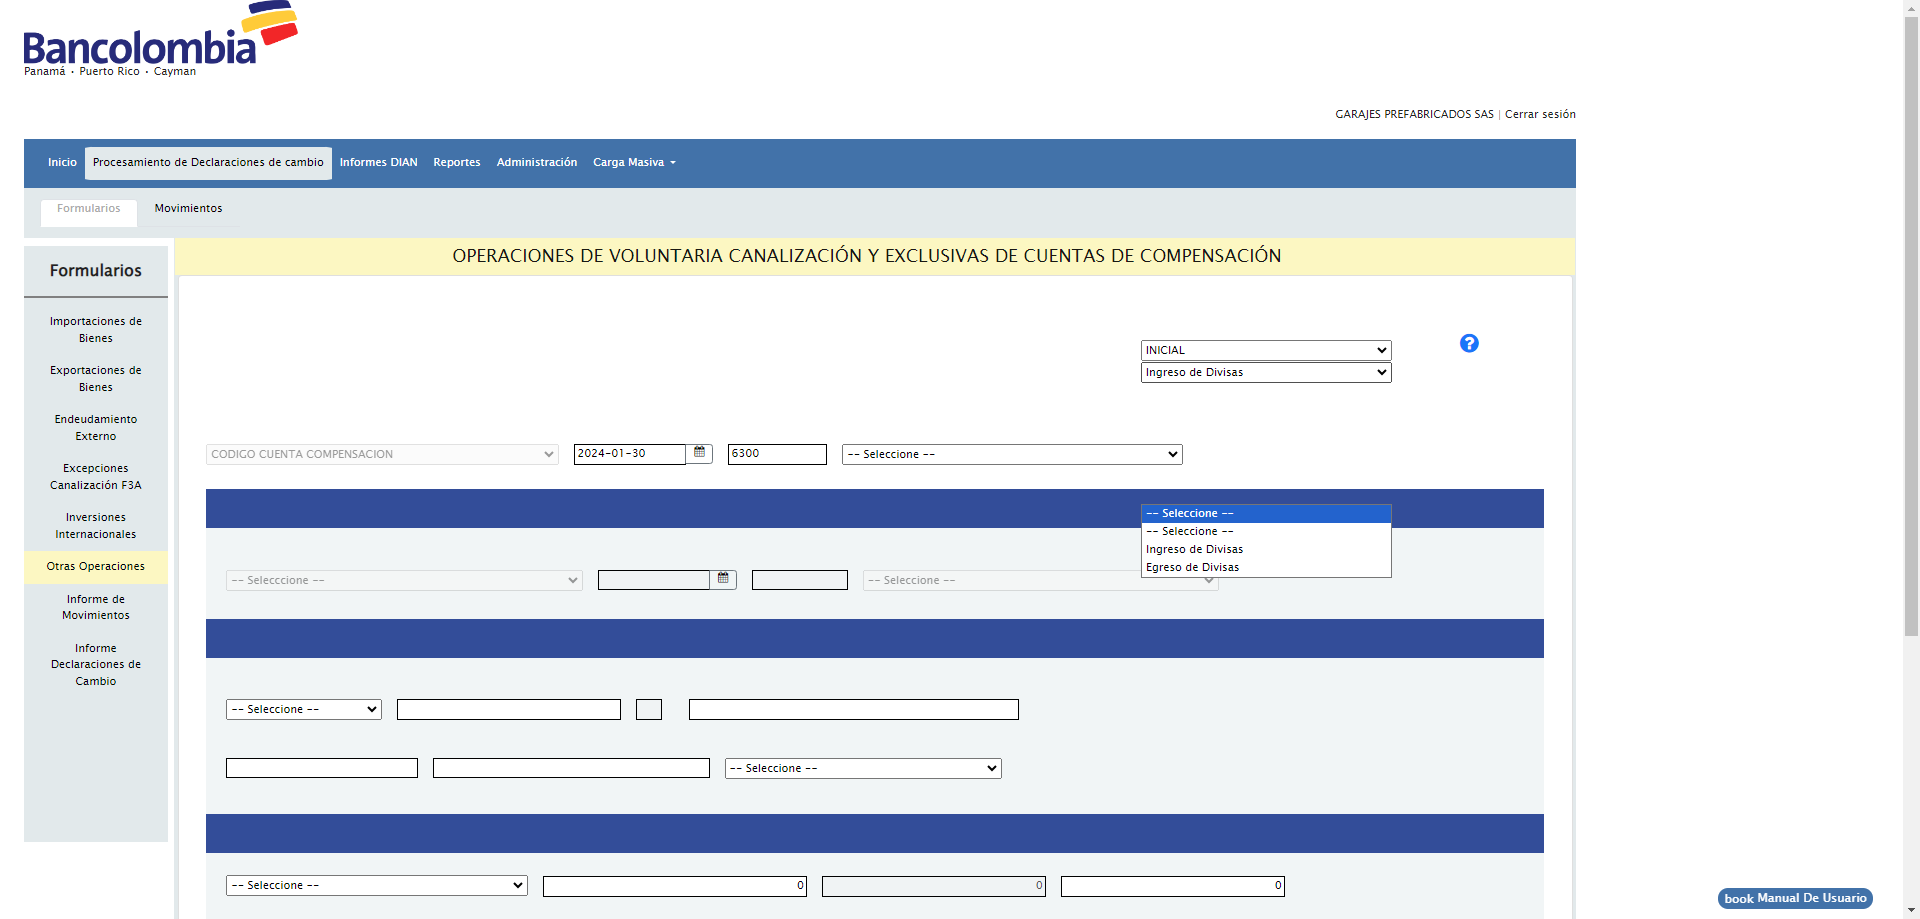 Bancolombia
Panamá · Puerto Rico · Cayman
GARAJES PREFABRICADOS SAS | Cerrar sesión
Inicio Procesamiento de Declaraciones de cambio Informes DIAN Reportes Administración Carga Masiva
Formularios Movimientos
OPERACIONES DE VOLUNTARIA CANALIZACIÓN Y EXCLUSIVAS DE CUENTAS DE COMPENSACIÓN
Formularios
Importaciones de
Bienes
Exportaciones de
Bienes
Endeudamiento
Externo
Excepciones
Canalización F3A
Inversiones
Internacionales
Otras Operaciones
Informe de
Movimientos
Informe
Declaraciones de
Cambio
INICIAL
?
Ingreso de Divisas
CODIGO CUENTA COMPENSACION 2024-01-30 6300 -- Seleccione --
-- Seleccione --
-- Seleccione --
Ingreso de Divisas
Egreso de Divisas
-- Selecccione -- -- Seleccione --
-- Seleccione --
-- Seleccione --
-- Seleccione -- 0 0 0
book Manual De Usuario